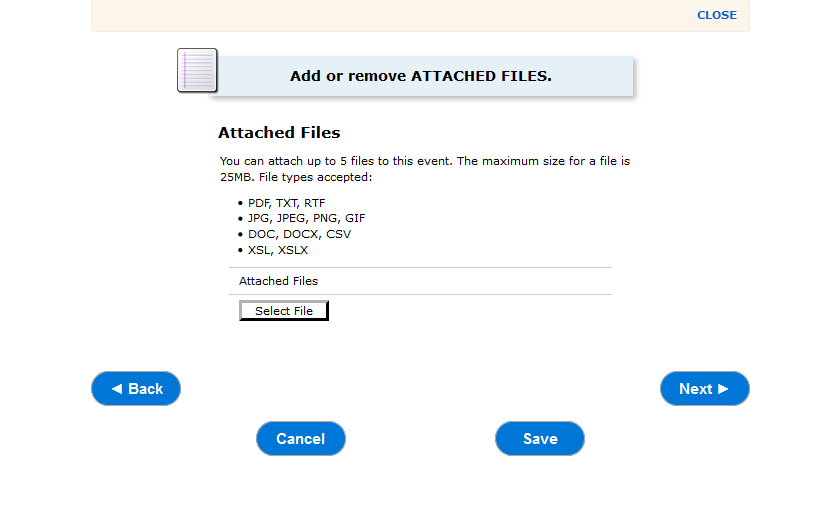 CLOSE
Add or remove ATTACHED FILES.
Attached Files
You can attach up to 5 files to this event. The maximum size for a file is
25MB. File types accepted:
• PDF, TXT, RTF
• JPG, JPEG, PNG, GIF
• DOC, DOCX, CSV
• XSL, XSLX
Attached Files
Select File
◄ Back
Next ►
Cancel
Save